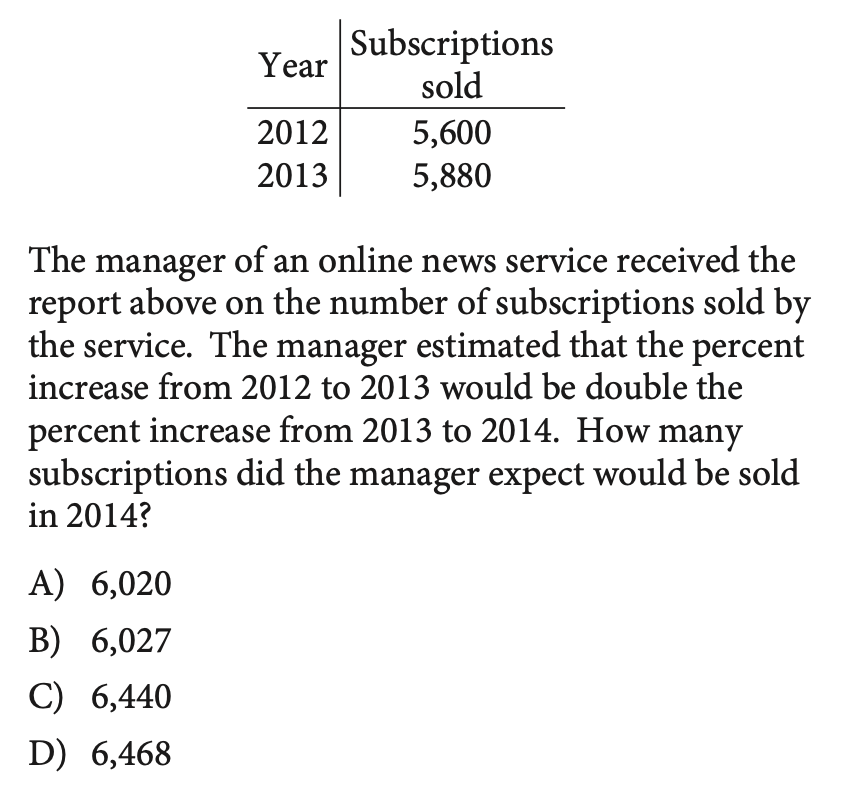 Year Subscriptions
sold
2012 5,600
2013 5,880
The manager of an online news service received the
report above on the number of subscriptions sold by
the service. The manager estimated that the percent
increase from 2012 to 2013 would be double the
percent increase from 2013 to 2014. How many
subscriptions did the manager expect would be sold
in 2014?
A) 6,020
B) 6,027
C) 6,440
D) 6,468